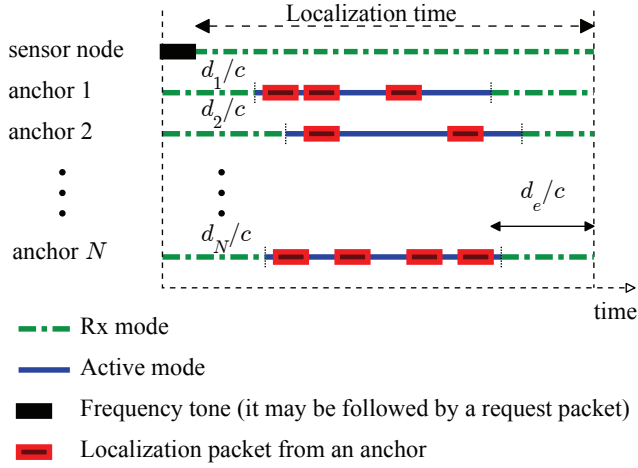 Localization time
sensor node
d_1/c
anchor 1
d_2/c
anchor 2
d_e/c
d_N/c
anchor N
time
Rx mode
Active mode
Frequency tone (it may be followed by a request packet)
Localization packet from an anchor